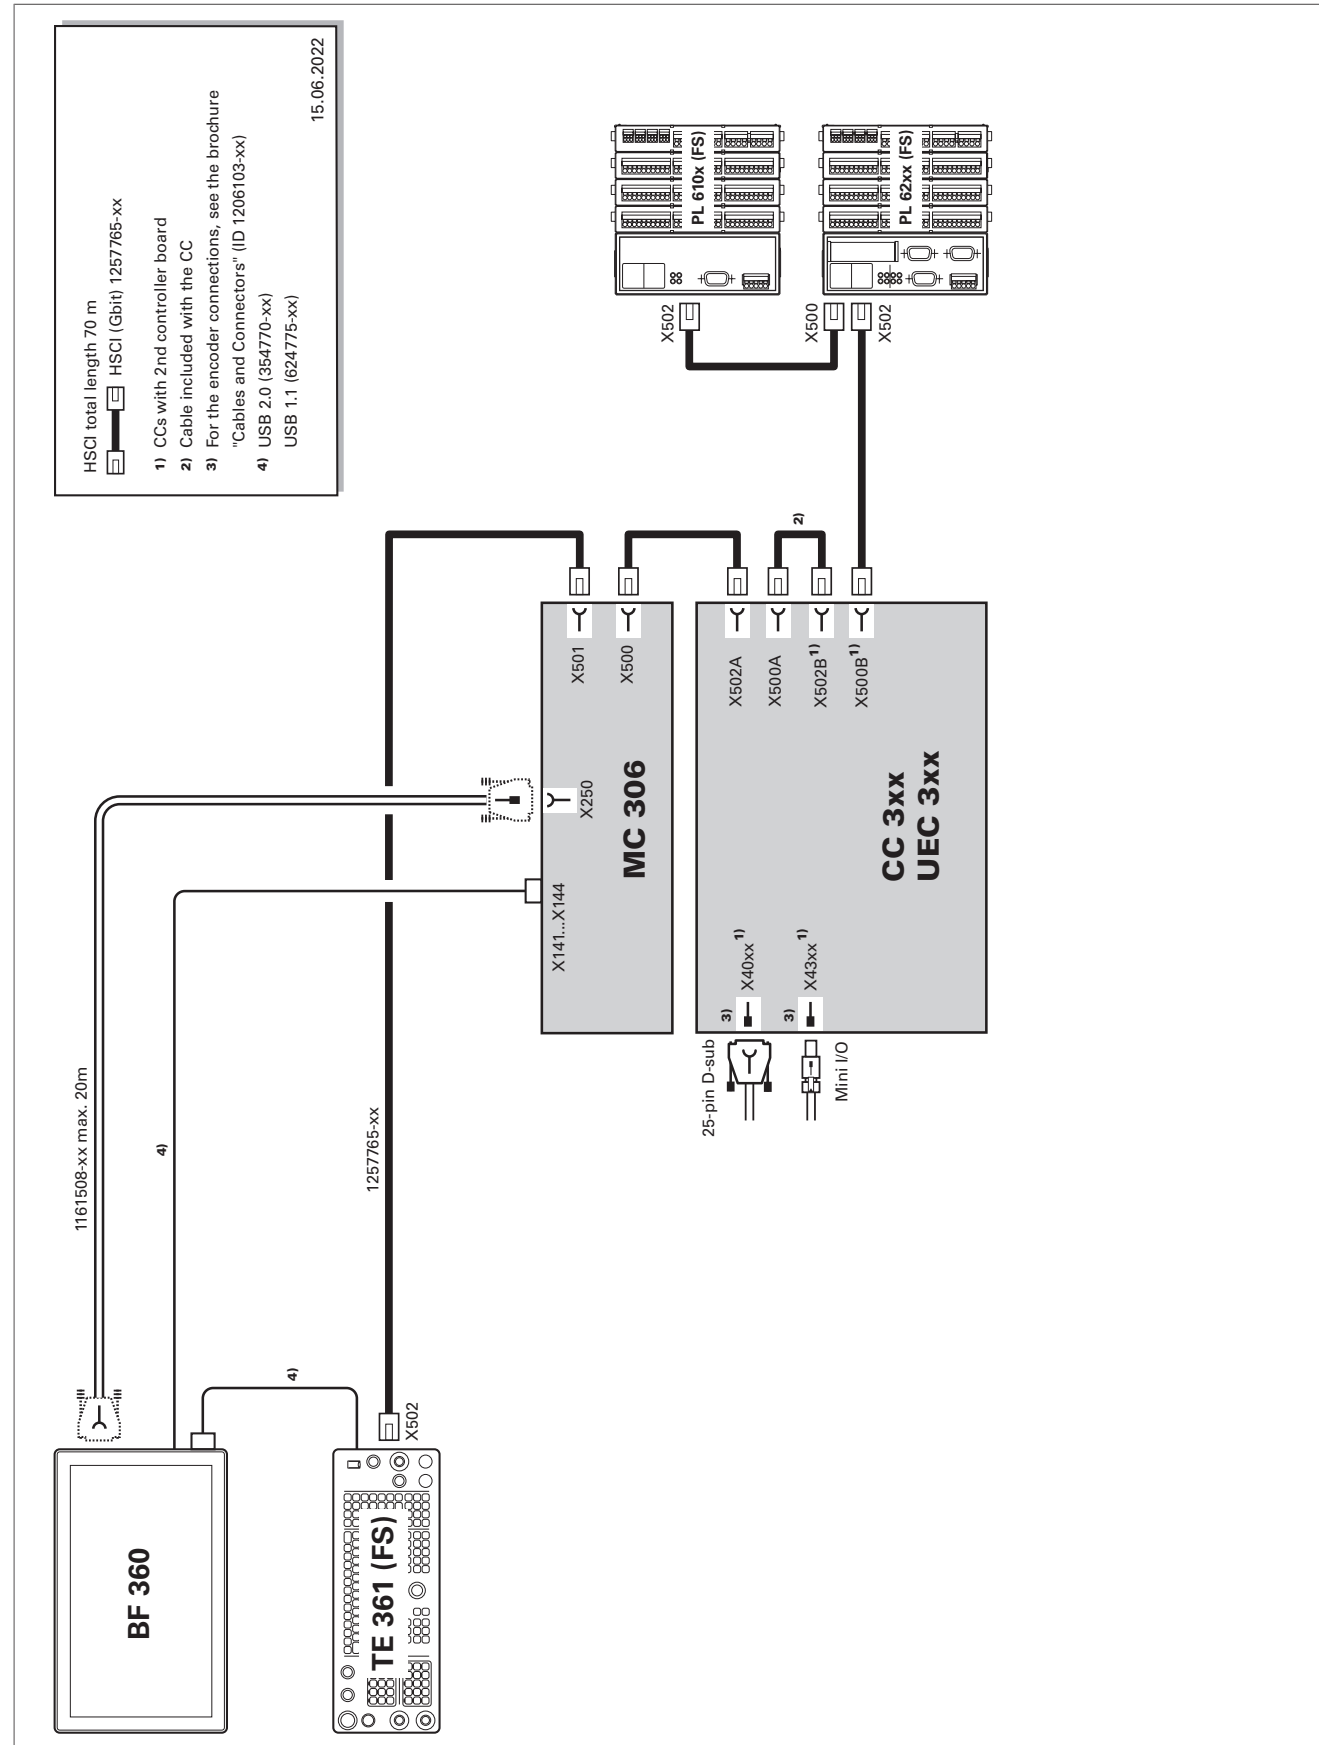 HSCI total length 70 m
HSCI (Gbit) 1257765-xx
1) CCs with 2nd controller board
2) Cable included with the CC
3) For the encoder connections, see the brochure
"Cables and Connectors" (ID 1206103-xx)
4) USB 2.0 (354770-xx)
USB 1.1 (624775-xx)
15.06.2022
BF 360
1161508-xx max. 20m
4)
4)
TE 361 (FS)
X502
1257765-xx
X141...X144
X250
X501
X500
MC 306
25-pin D-sub
3)
X40xx 1)
Mini I/O
3)
X43xx 1)
CC 3xx
UEC 3xx
X502A
X500A
X502B 1)
X500B 1)
2)
X502
PL 610x (FS)
X500
X502
PL 62xx (FS)